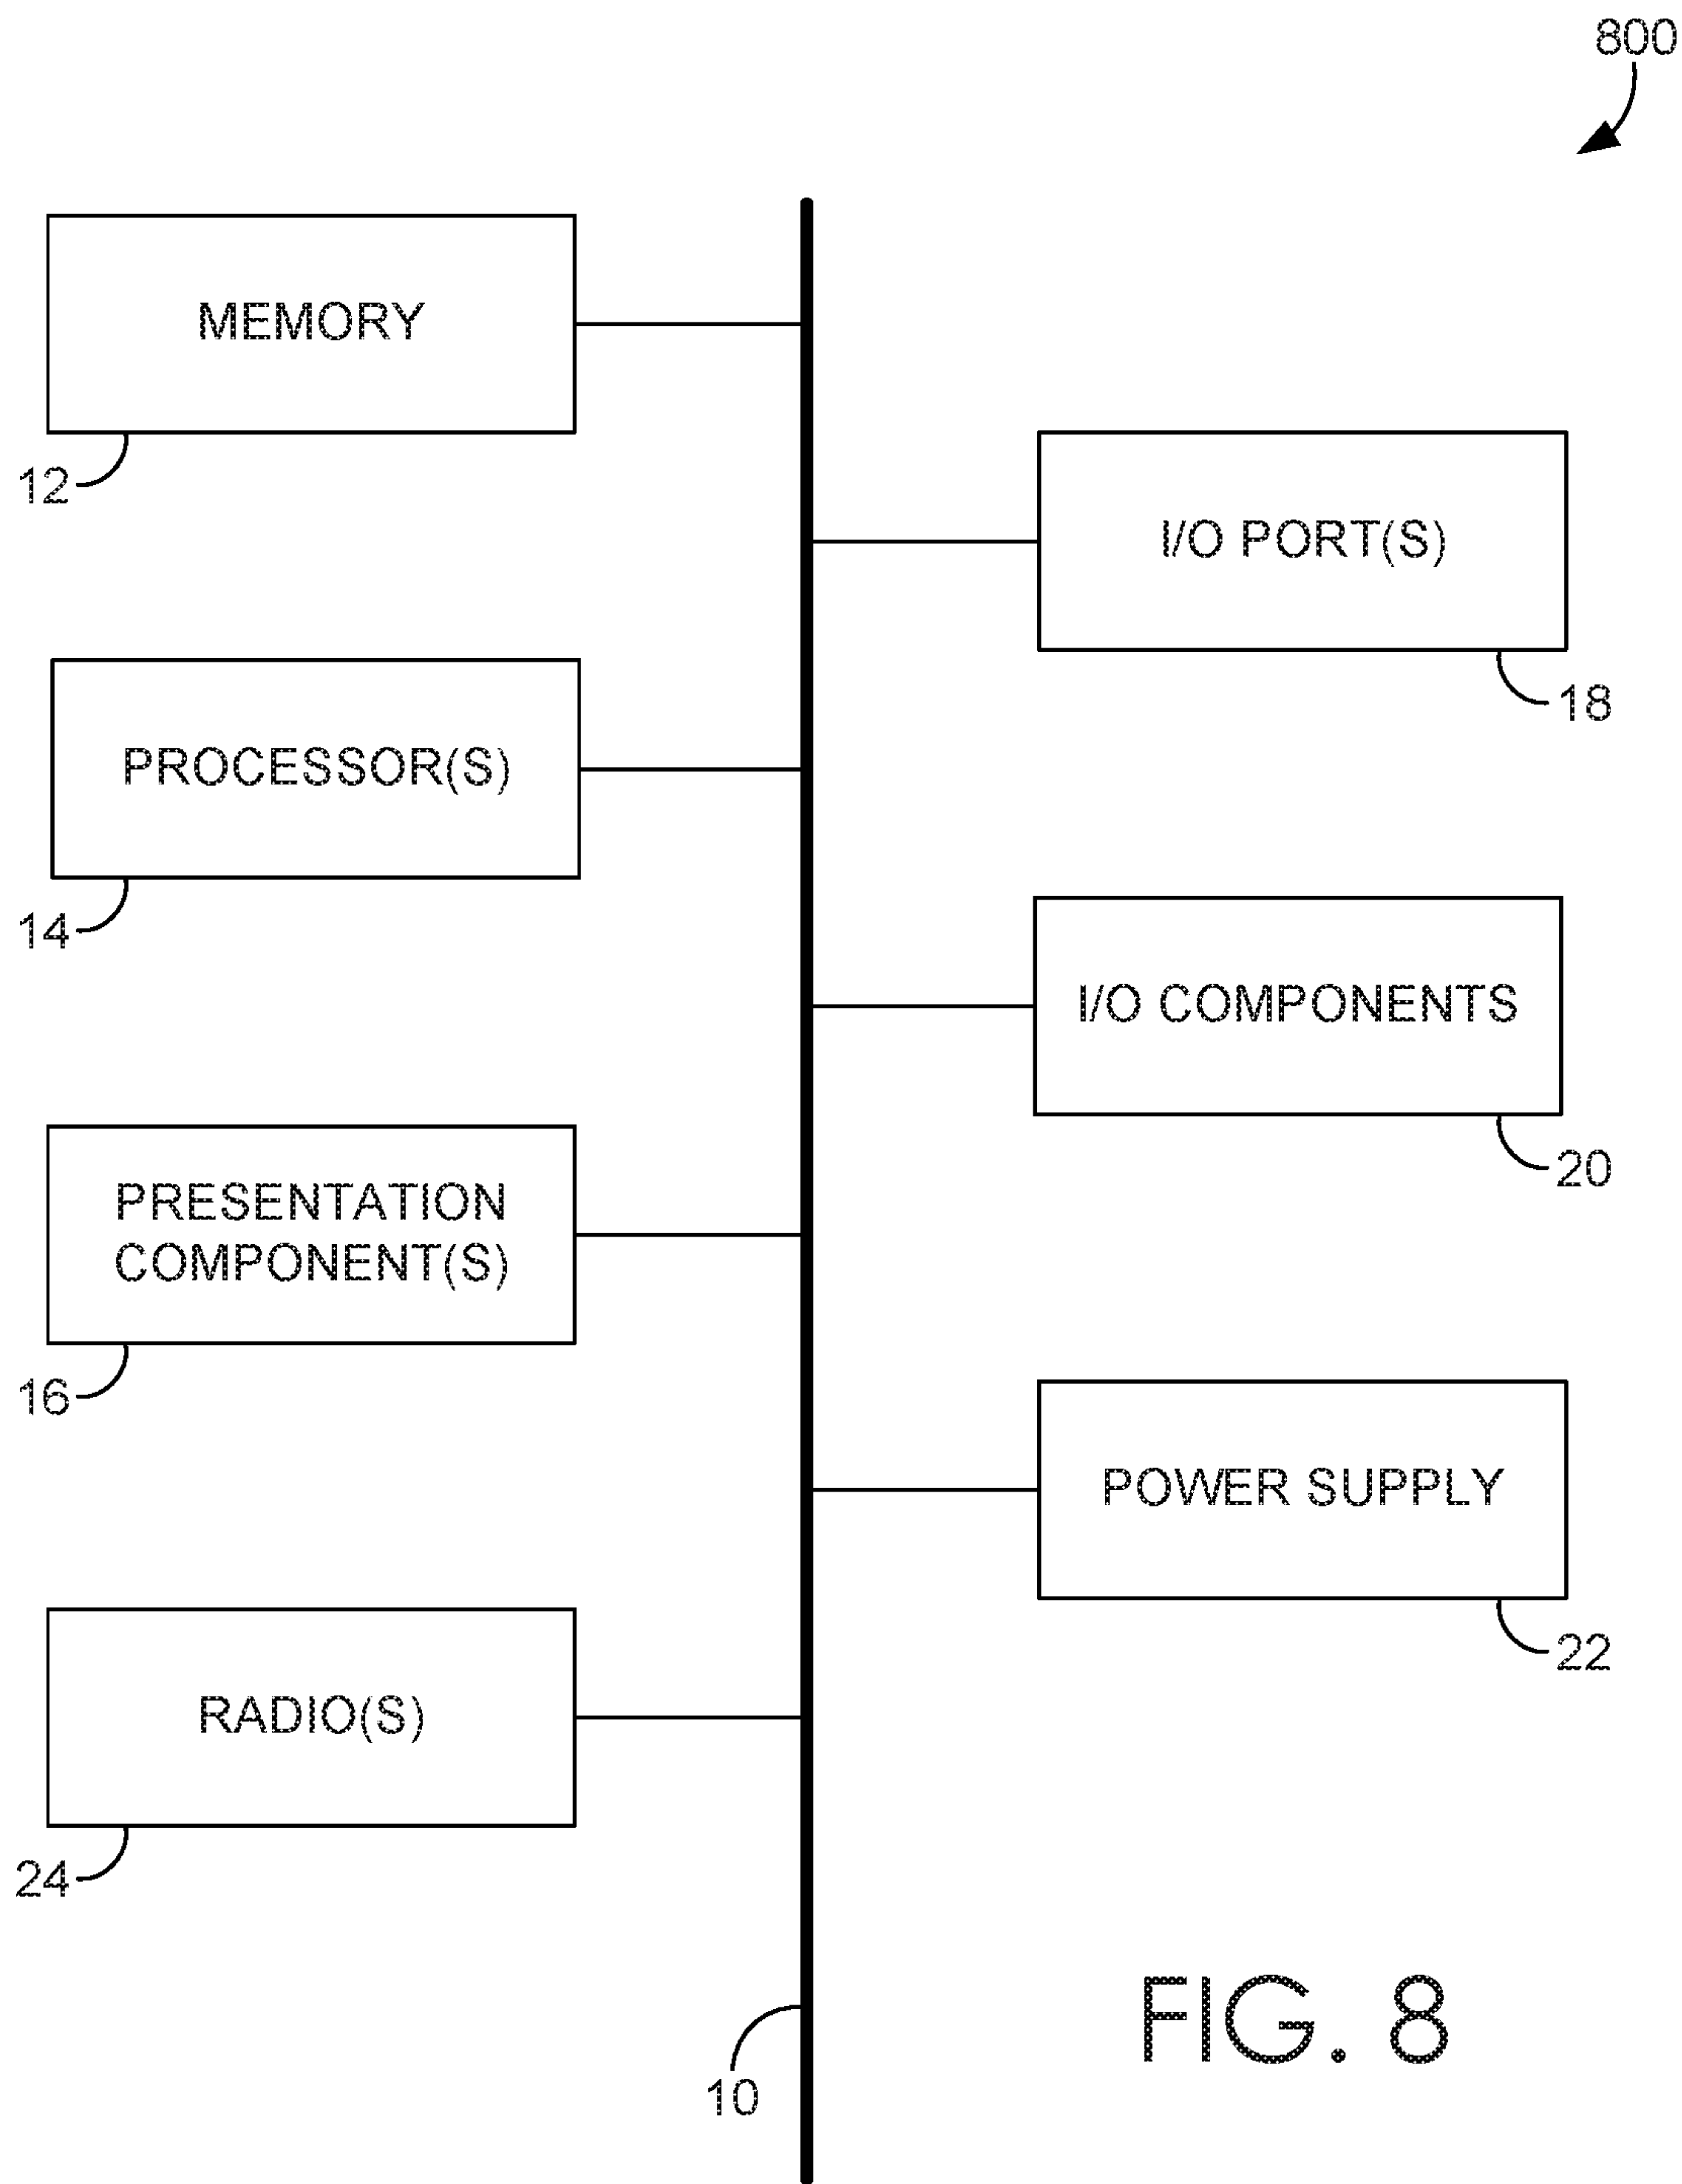 800
MEMORY
12
I/O PORT(S)
18
PROCESSOR(S)
14
I/O COMPONENTS
20
PRESENTATION
COMPONENT(S)
16
POWER SUPPLY
22
RADIO(S)
24
10
FIG. 8